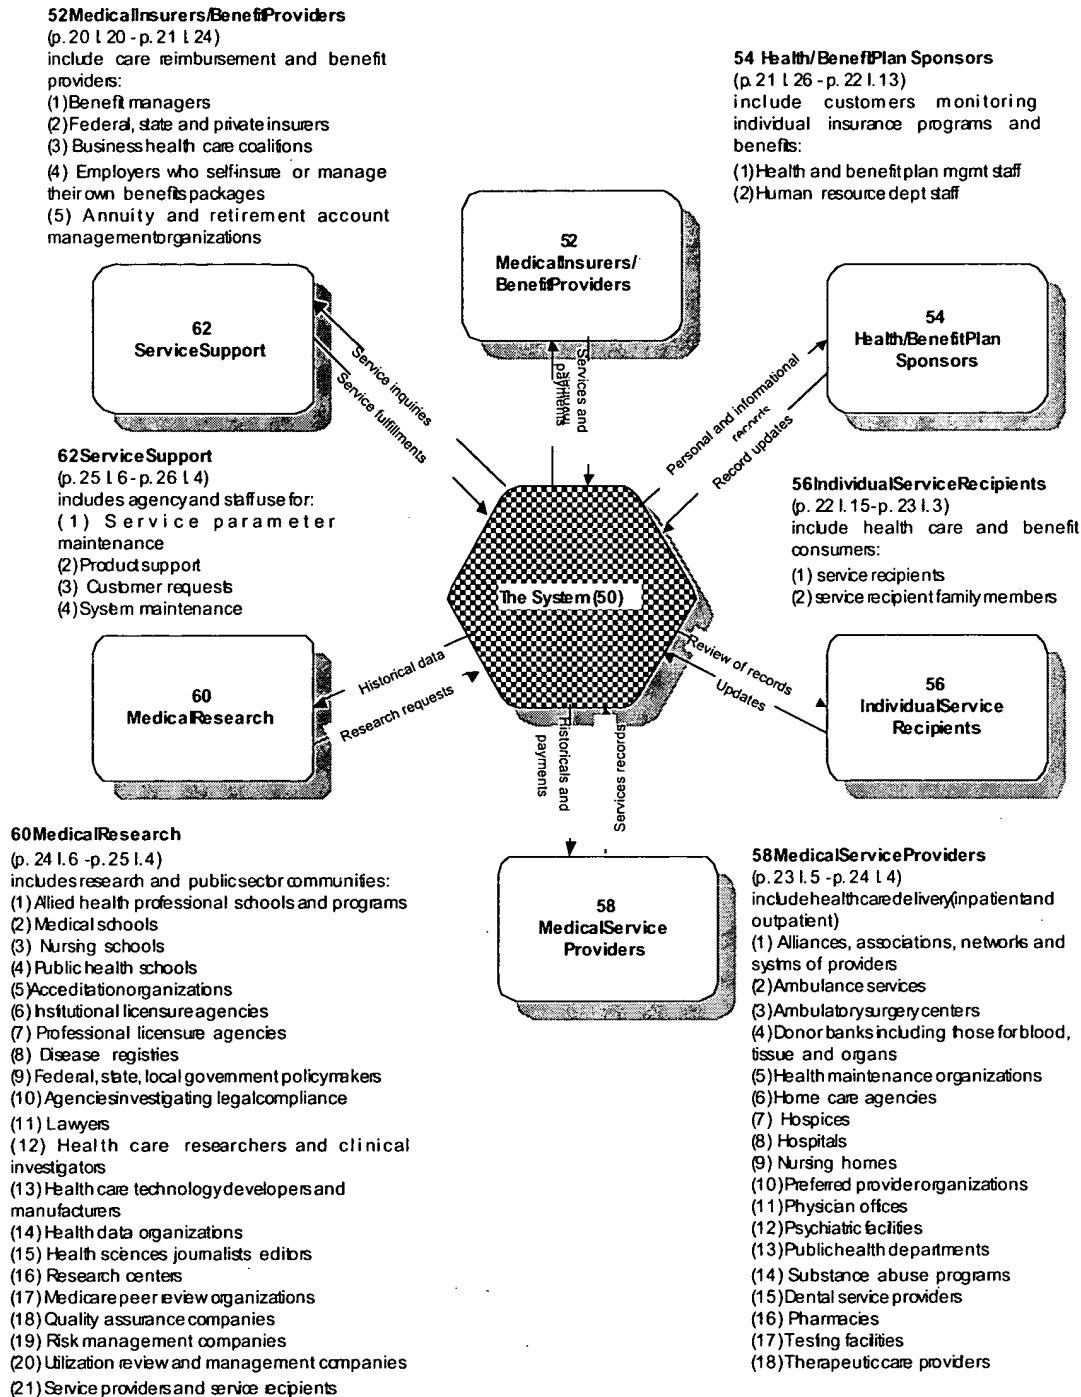 52 Medical Insurers/Benefit Providers
(p. 20 l. 20 - p. 21 l. 24)
include care reimbursement and benefit
providers:
(1) Benefit managers
(2) Federal, state and private insurers
(3) Business health care coalitions
(4) Employers who self-insure or manage
their own benefits packages
(5) Annuity and retirement account
management organizations
54 Health/Benefit Plan Sponsors
(p. 21 l. 26 - p. 22 l. 13)
include customers monitoring
individual insurance programs and
benefits:
(1) Health and benefit plan mgmt staff
(2) Human resource dept staff
52
Medical Insurers/
Benefit Providers
62
Service Support
54
Health/Benefit Plan
Sponsors
Service inquiries
Service fulfillments
payments
Services and
Personal and informational
records
Record updates
62 Service Support
(p. 25 l. 6 - p. 26 l. 4)
includes agency and staff use for:
(1) Service parameter
maintenance
(2) Product support
(3) Customer requests
(4) System maintenance
56 Individual Service Recipients
(p. 22 l. 15 - p. 23 l. 3)
include health care and benefit
consumers:
(1) service recipients
(2) service recipient family members
The System (50)
60
Medical Research
Historical data
Research requests
Review of records
Updates
56
Individual Service
Recipients
Historicals and
payments
Services records
60 Medical Research
(p. 24 l. 6 - p. 25 l. 4)
includes research and public sector communities:
(1) Allied health professional schools and programs
(2) Medical schools
(3) Nursing schools
(4) Public health schools
(5) Acceditation organizations
(6) Institutional licensure agencies
(7) Professional licensure agencies
(8) Disease registries
(9) Federal, state, local government policymakers
(10) Agencies investigating legal compliance
(11) Lawyers
(12) Health care researchers and clinical
investigators
(13) Health care technology developers and
manufacturers
(14) Health data organizations
(15) Health sciences journalists editors
(16) Research centers
(17) Medicare peer review organizations
(18) Quality assurance companies
(19) Risk management companies
(20) Utilization review and management companies
(21) Service providers and service recipients
58
Medical Service
Providers
58 Medical Service Providers
(p. 23 l. 5 - p. 24 l. 4)
include healthcare delivery (inpatient and
outpatient)
(1) Alliances, associations, networks and
systms of providers
(2) Ambulance services
(3) Ambulatory surgery centers
(4) Donor banks including those for blood,
tissue and organs
(5) Health maintenance organizations
(6) Home care agencies
(7) Hospices
(8) Hospitals
(9) Nursing homes
(10) Preferred provider organizations
(11) Physician offices
(12) Psychiatric facilities
(13) Public health departments
(14) Substance abuse programs
(15) Dental service providers
(16) Pharmacies
(17) Testing facilities
(18) Therapeutic care providers